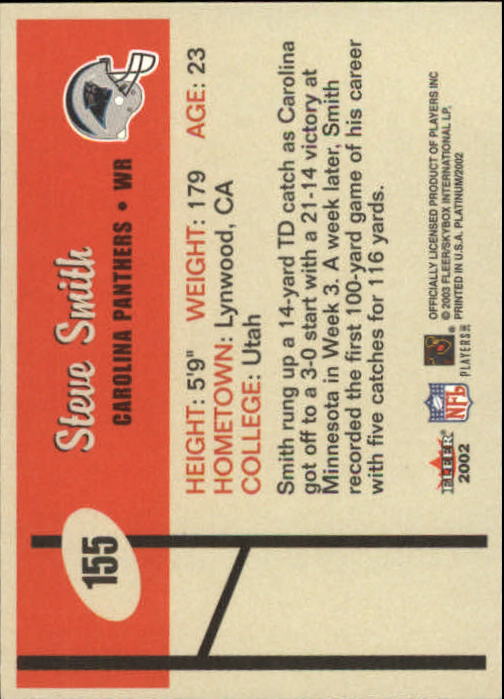 155
Steve Smith
CAROLINA PANTHERS • WR
HEIGHT: 5'9" WEIGHT: 179 AGE: 23
HOMETOWN: Lynwood, CA
COLLEGE: Utah
Smith rung up a 14-yard TD catch as Carolina
got off to a 3-0 start with a 21-14 victory at
Minnesota in Week 3. A week later, Smith
recorded the first 100-yard game of his career
with five catches for 116 yards.
FLEER
2002
NFL
PLAYERS INC
OFFICIALLY LICENSED PRODUCT OF PLAYERS INC
© 2003 FLEER/SKYBOX INTERNATIONAL LP.
PRINTED IN U.S.A. PLATINUM/2002